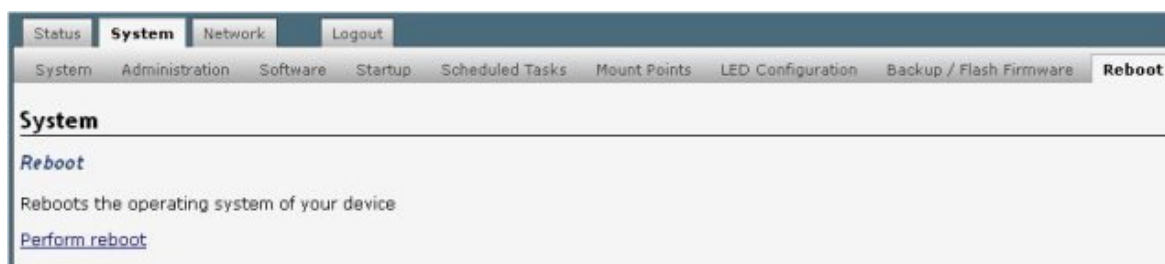 Status System Network Logout
System Administration Software Startup Scheduled Tasks Mount Points LED Configuration Backup / Flash Firmware Reboot
System
Reboot
Reboots the operating system of your device
Perform reboot